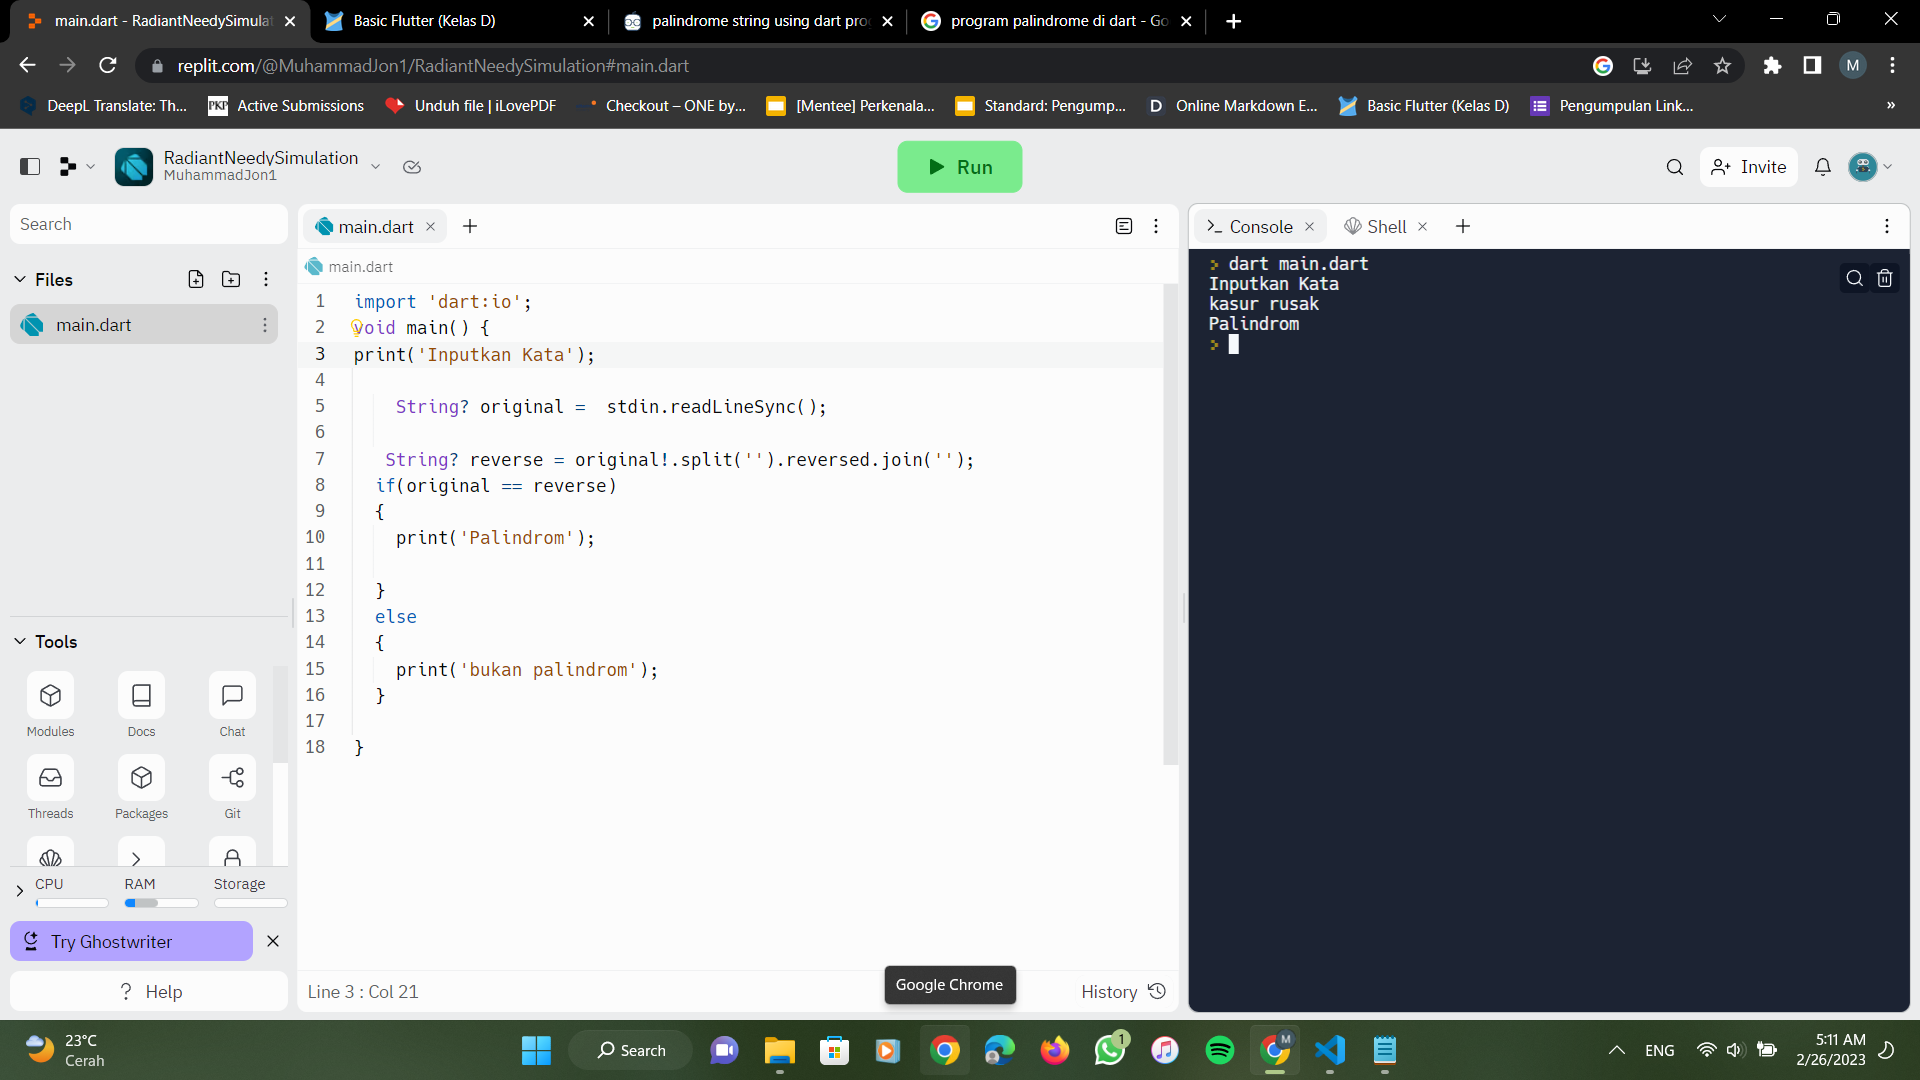 main.dart - RadiantNeedySimulat
Basic Flutter (Kelas D)
palindrome string using dart pro
program palindrome di dart - Go
replit.com/@MuhammadJon1/RadiantNeedySimulation#main.dart
M
DeepL Translate: Th...
PKP Active Submissions
Unduh file | iLovePDF
Checkout – ONE by...
[Mentee] Perkenala...
Standard: Pengump...
D Online Markdown E...
Basic Flutter (Kelas D)
Pengumpulan Link...
»
RadiantNeedySimulation
MuhammadJon1
Run
Invite
Search
Files
main.dart
Tools
Modules
Docs
Chat
Threads
Packages
Git
CPU
RAM
Storage
Try Ghostwriter
? Help
main.dart
main.dart
1 import 'dart:io';
2 void main() {
3 print('Inputkan Kata');
4
5 String? original = stdin.readLineSync();
6
7 String? reverse = original!.split('').reversed.join('');
8 if(original == reverse)
9 {
10 print('Palindrom');
11
12 }
13 else
14 {
15 print('bukan palindrom');
16 }
17
18 }
Line 3 : Col 21
History
Google Chrome
Console
Shell
> dart main.dart
Inputkan Kata
kasur rusak
Palindrom
>
23°C
Cerah
Search
1
M
ENG
5:11 AM
2/26/2023